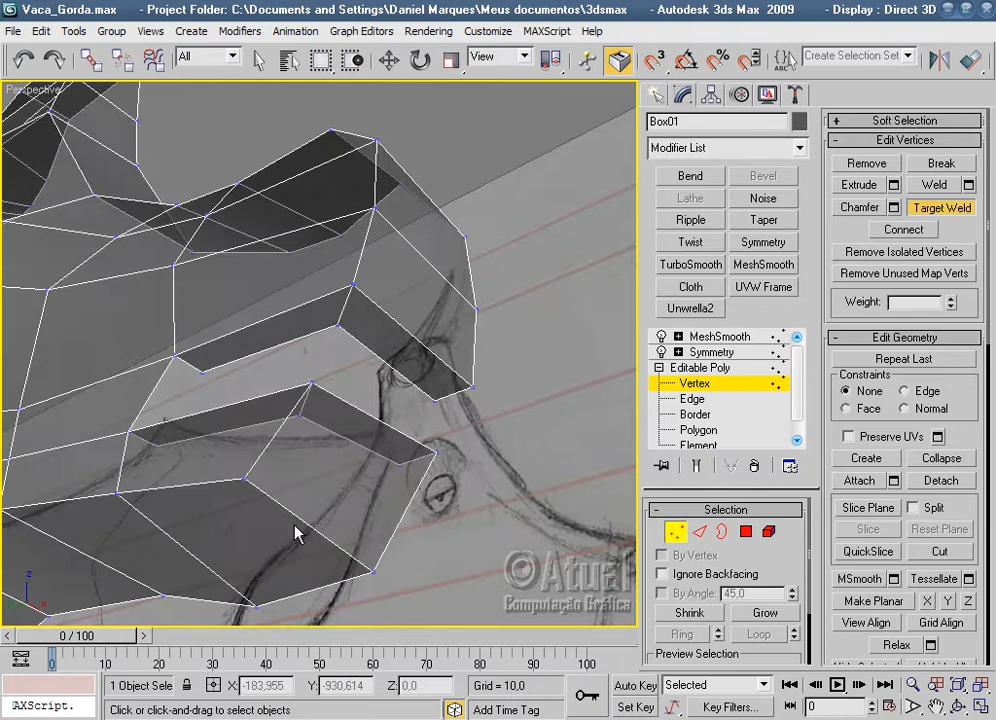 Vaca_Gorda.max - Project Folder: C:\Documents and Settings\Daniel Marques\Meus documentos\3dsmax - Autodesk 3ds Max 2009 - Display : Direct 3D
File Edit Tools Group Views Create Modifiers Animation Graph Editors Rendering Customize MAXScript Help
All View Create Selection Set
Perspective
Box01
Modifier List
Bend Bevel
Lathe Noise
Ripple Taper
Twist Symmetry
TurboSmooth MeshSmooth
Cloth UVW Frame
Unwrella2
MeshSmooth
Symmetry
Editable Poly
Vertex
Edge
Border
Polygon
Element
- Selection
By Vertex
Ignore Backfacing
By Angle: 45,0
Shrink Grow
Ring Loop
Preview Selection
+ Soft Selection
- Edit Vertices
Remove Break
Extrude Weld
Chamfer Target Weld
Connect
Remove Isolated Vertices
Remove Unused Map Verts
Weight:
- Edit Geometry
Repeat Last
Constraints
None Edge
Face Normal
Preserve UVs
Create Collapse
Attach Detach
Slice Plane Split
Slice Reset Plane
QuickSlice Cut
MSmooth Tessellate
Make Planar X Y Z
View Align Grid Align
Relax
©Atual
Computação Gráfica
z
x
< 0 / 100 >
0 10 20 30 40 50 60 70 80 90 100
1 Object Sele X: -183,955 Y: -930,614 Z: 0,0 Grid = 10,0 Auto Key Selected
AXScript. Click or click-and-drag to select objects Add Time Tag Set Key Key Filters... 0